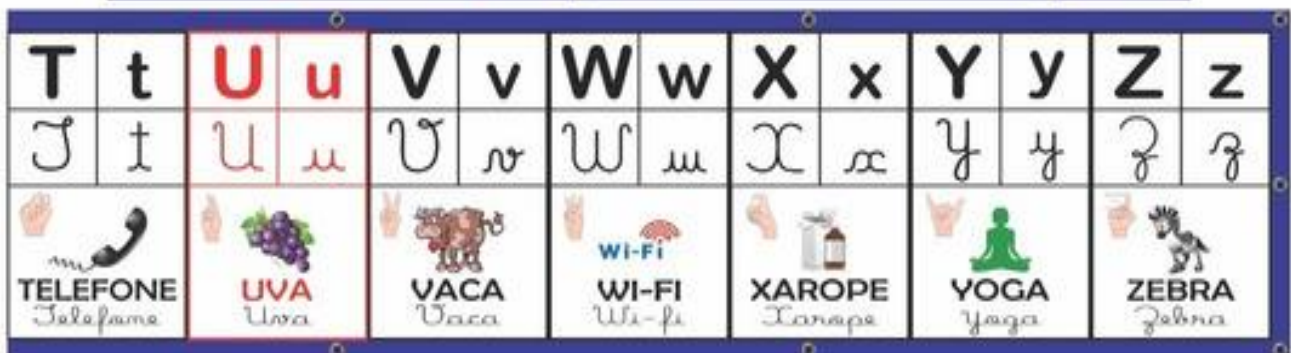 T t U u V v W w X x Y y Z z
T t U u V v W w X x Y y Z z
Wi-Fi
TELEFONE UVA VACA WI-FI XAROPE YOGA ZEBRA
Telefone Uva Vaca Wi-fi Xarope Yoga Zebra